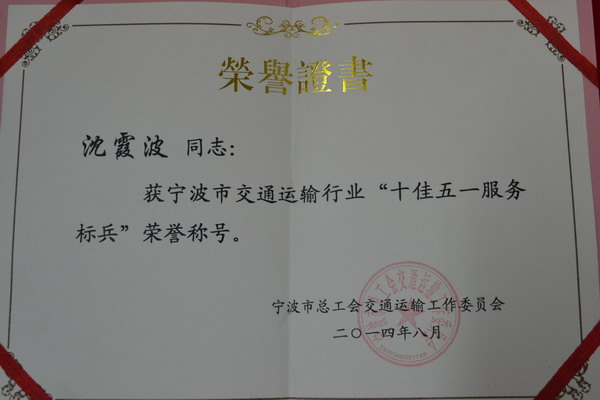 榮譽證書
沈霞波 同志：
获宁波市交通运输行业“十佳五一服务
标兵”荣誉称号。
宁波市总工会交通运输工作委员会
二〇一四年八月